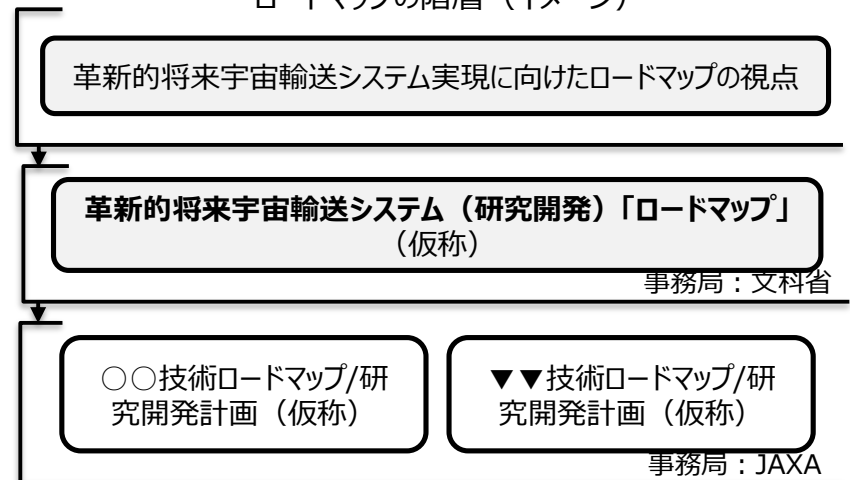 ロードマップの階層（イメージ）
革新的将来宇宙輸送システム実現に向けたロードマップの視点
革新的将来宇宙輸送システム（研究開発）「ロードマップ」
（仮称）
事務局：文科省
○○技術ロードマップ/研
究開発計画（仮称）
▼▼技術ロードマップ/研
究開発計画（仮称）
事務局：JAXA